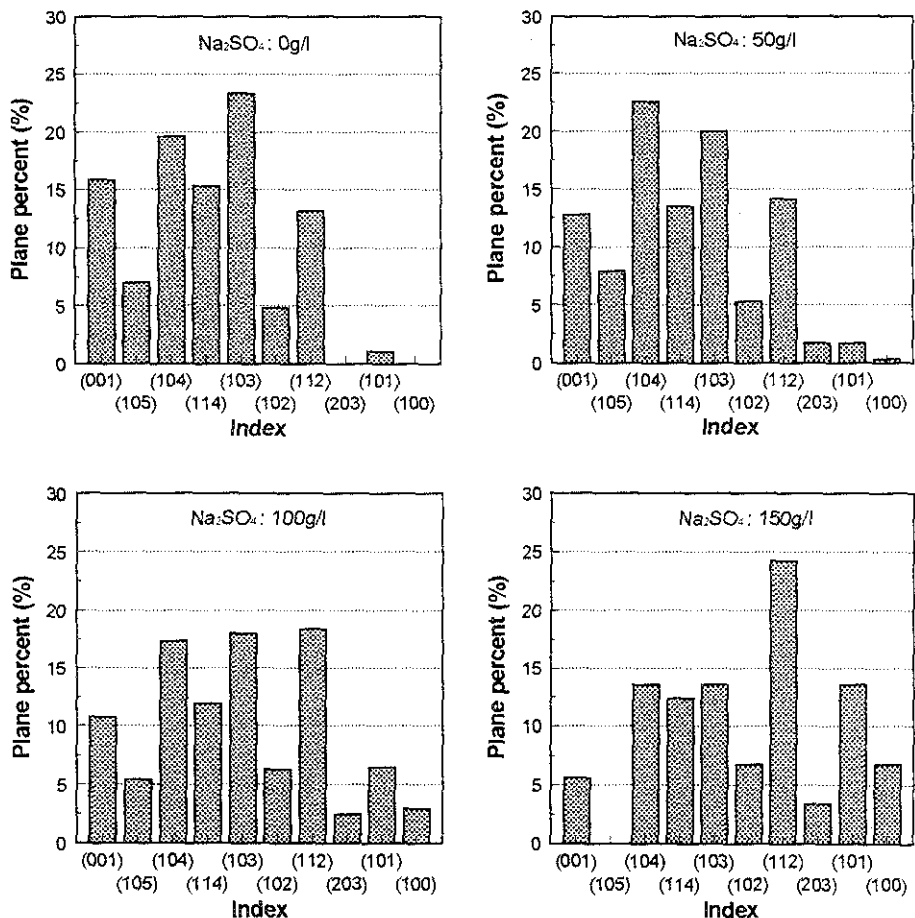 Na₂SO₄: 0g/l
Plane percent (%)
30
25
20
15
10
5
0
(001) (104) (103) (112) (101)
(105) (114) (102) (203) (100)
Index
Na₂SO₄: 50g/l
Plane percent (%)
30
25
20
15
10
5
0
(001) (104) (103) (112) (101)
(105) (114) (102) (203) (100)
Index
Na₂SO₄: 100g/l
Plane percent (%)
30
25
20
15
10
5
0
(001) (104) (103) (112) (101)
(105) (114) (102) (203) (100)
Index
Na₂SO₄: 150g/l
Plane percent (%)
30
25
20
15
10
5
0
(001) (104) (103) (112) (101)
(105) (114) (102) (203) (100)
Index